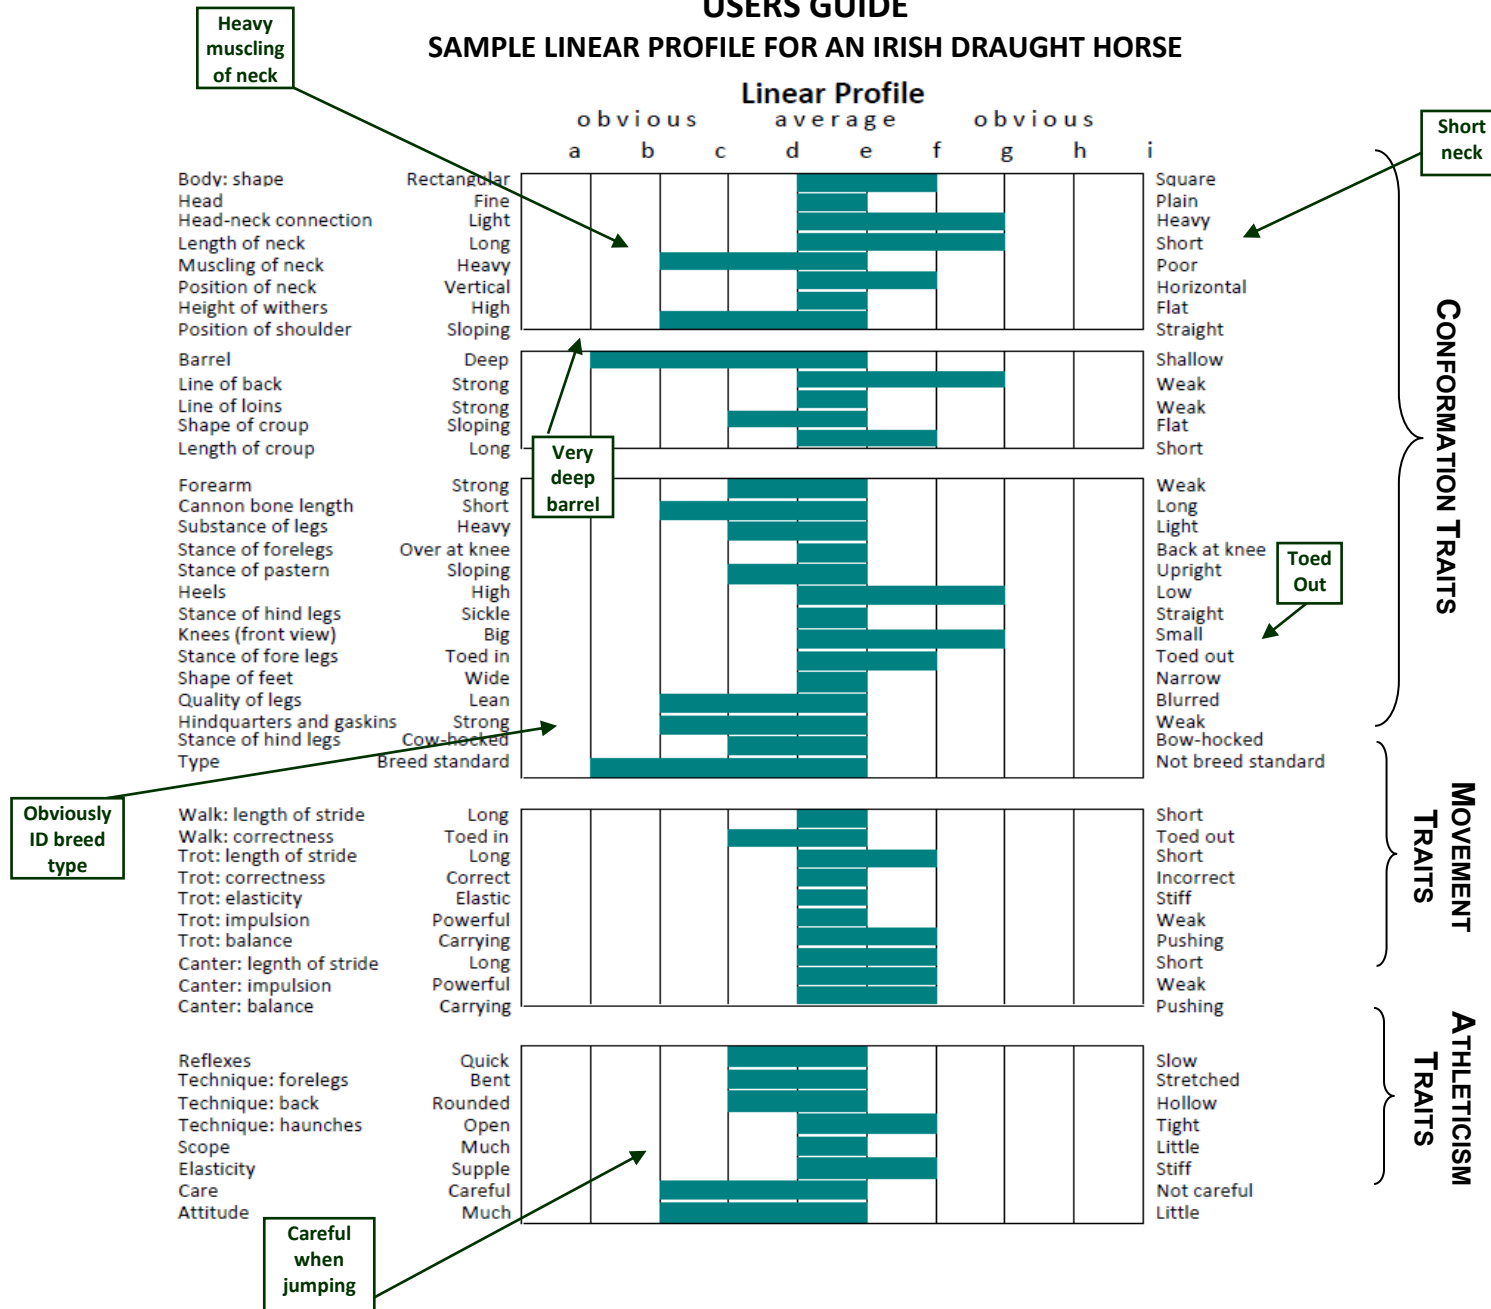 USERS GUIDE
SAMPLE LINEAR PROFILE FOR AN IRISH DRAUGHT HORSE
Heavy
muscling
of neck
Linear Profile
obvious average obvious
a b c d e f g h i
Short
neck
Body: shape Rectangular Square
Head Fine Plain
Head-neck connection Light Heavy
Length of neck Long Short
Muscling of neck Heavy Poor
Position of neck Vertical Horizontal
Height of withers High Flat
Position of shoulder Sloping Straight
Barrel Deep Shallow
Line of back Strong Weak
Line of loins Strong Weak
Shape of croup Sloping Flat
Length of croup Long Short
Very
deep
barrel
CONFORMATION TRAITS
Forearm Strong Weak
Cannon bone length Short Long
Substance of legs Heavy Light
Stance of forelegs Over at knee Back at knee
Stance of pastern Sloping Upright
Heels High Low
Stance of hind legs Sickle Straight
Knees (front view) Big Small
Stance of fore legs Toed in Toed out
Shape of feet Wide Narrow
Quality of legs Lean Blurred
Hindquarters and gaskins Strong Weak
Stance of hind legs Cow-hocked Bow-hocked
Type Breed standard Not breed standard
Toed
Out
Obviously
ID breed
type
Walk: length of stride Long Short
Walk: correctness Toed in Toed out
Trot: length of stride Long Short
Trot: correctness Correct Incorrect
Trot: elasticity Elastic Stiff
Trot: impulsion Powerful Weak
Trot: balance Carrying Pushing
Canter: legnth of stride Long Short
Canter: impulsion Powerful Weak
Canter: balance Carrying Pushing
MOVEMENT
TRAITS
Reflexes Quick Slow
Technique: forelegs Bent Stretched
Technique: back Rounded Hollow
Technique: haunches Open Tight
Scope Much Little
Elasticity Supple Stiff
Care Careful Not careful
Attitude Much Little
ATHLETICISM
TRAITS
Careful
when
jumping